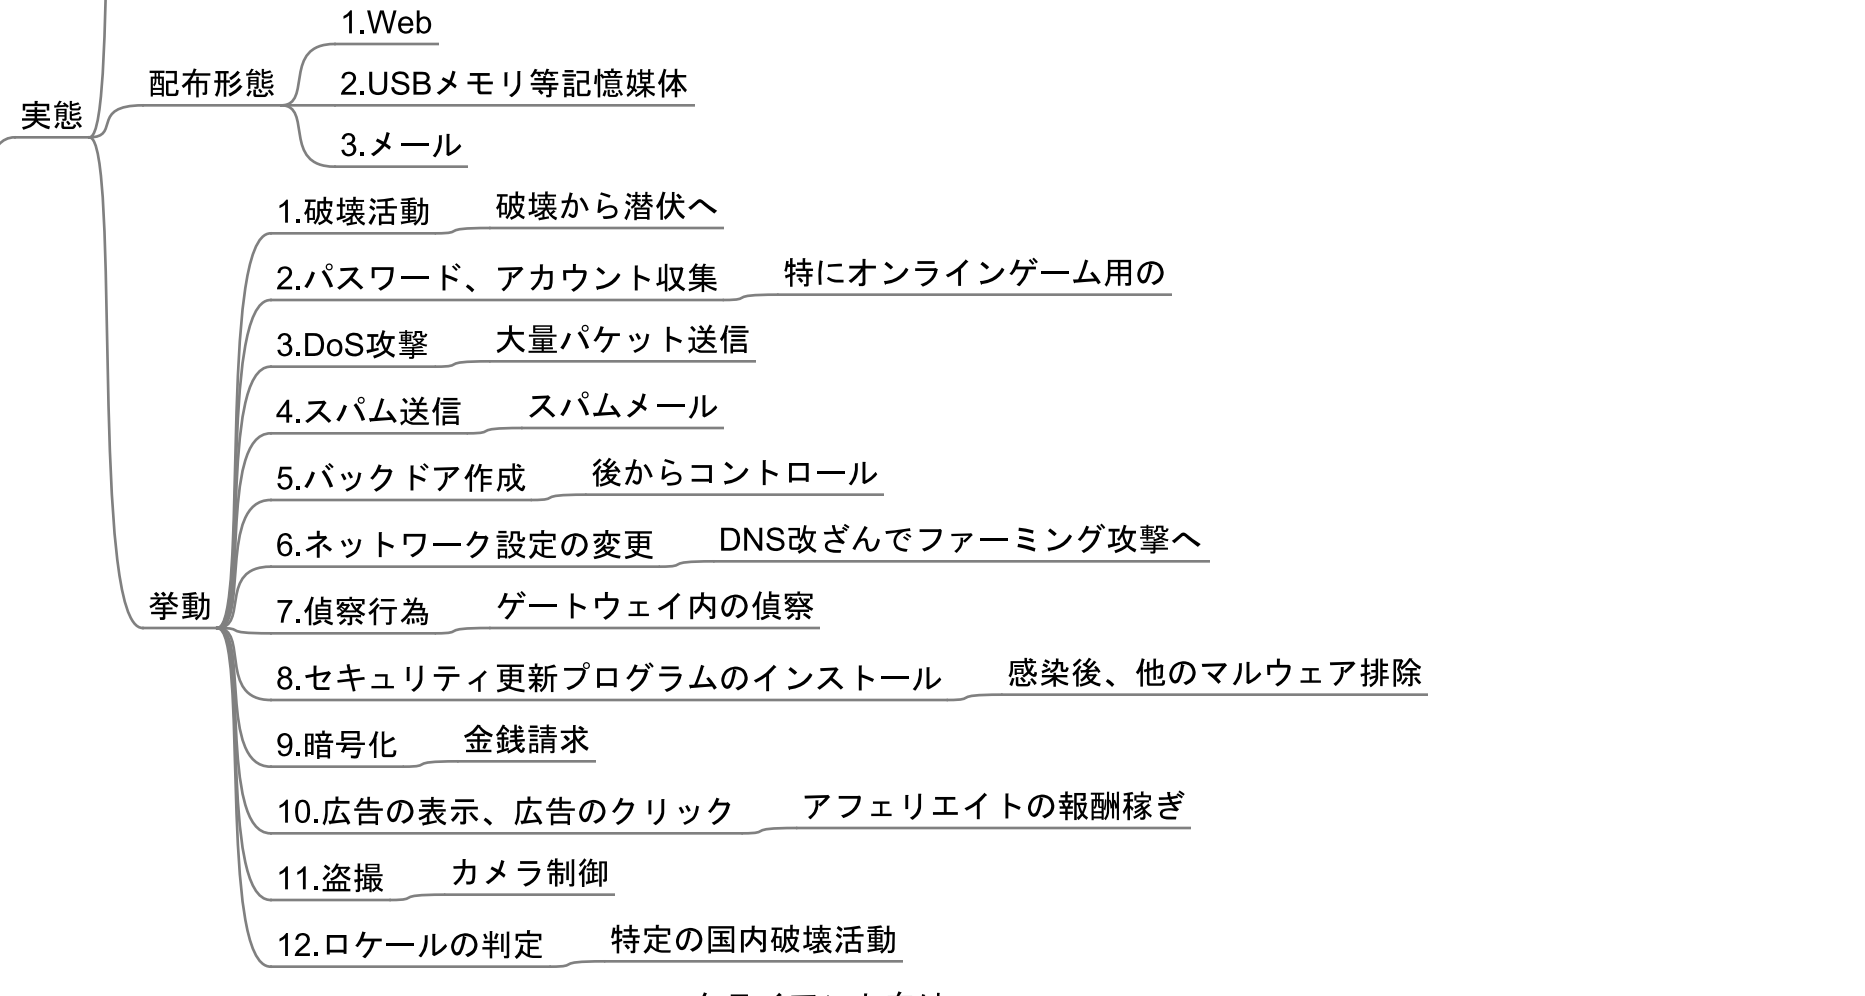 実態
配布形態
1.Web
2.USBメモリ等記憶媒体
3.メール
挙動
1.破壊活動 破壊から潜伏へ
2.パスワード、アカウント収集 特にオンラインゲーム用の
3.DoS攻撃 大量パケット送信
4.スパム送信 スパムメール
5.バックドア作成 後からコントロール
6.ネットワーク設定の変更 DNS改ざんでファーミング攻撃へ
7.偵察行為 ゲートウェイ内の偵察
8.セキュリティ更新プログラムのインストール 感染後、他のマルウェア排除
9.暗号化 金銭請求
10.広告の表示、広告のクリック アフェリエイトの報酬稼ぎ
11.盗撮 カメラ制御
12.ロケールの判定 特定の国内破壊活動